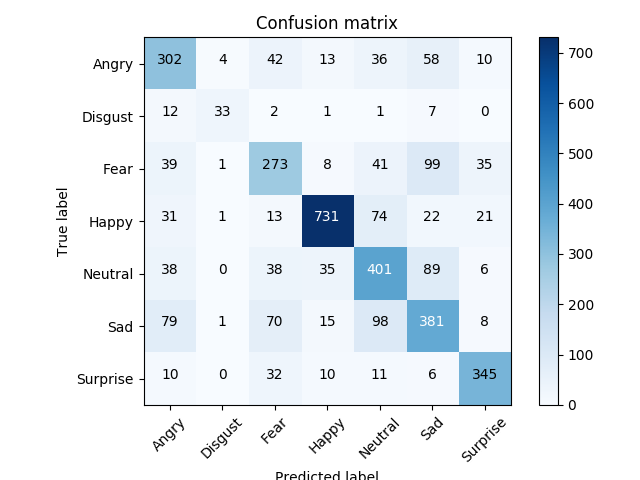 Confusion matrix
Angry 302 4 42 13 36 58 10
Disgust 12 33 2 1 1 7 0
Fear 39 1 273 8 41 99 35
Happy 31 1 13 731 74 22 21
Neutral 38 0 38 35 401 89 6
Sad 79 1 70 15 98 381 8
Surprise 10 0 32 10 11 6 345
Angry Disgust Fear Happy Neutral Sad Surprise
True label
Predicted label
700
600
500
400
300
200
100
0